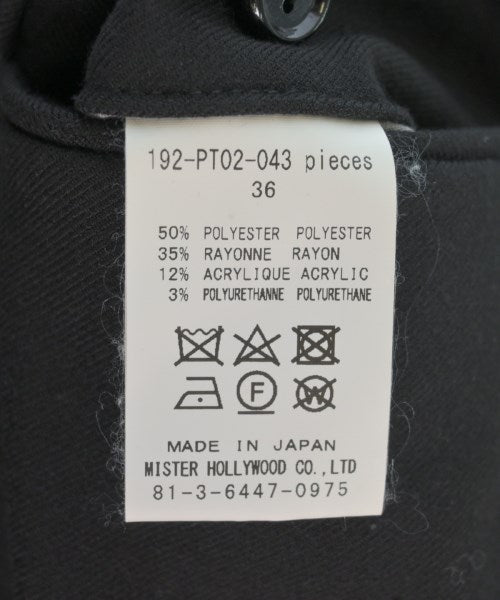 192-PT02-043 pieces
36
50% POLYESTER POLYESTER
35% RAYONNE RAYON
12% ACRYLIQUE ACRYLIC
3% POLYURETHANNE POLYURETHANE
F W
MADE IN JAPAN
MISTER HOLLYWOOD CO.,LTD
81-3-6447-0975